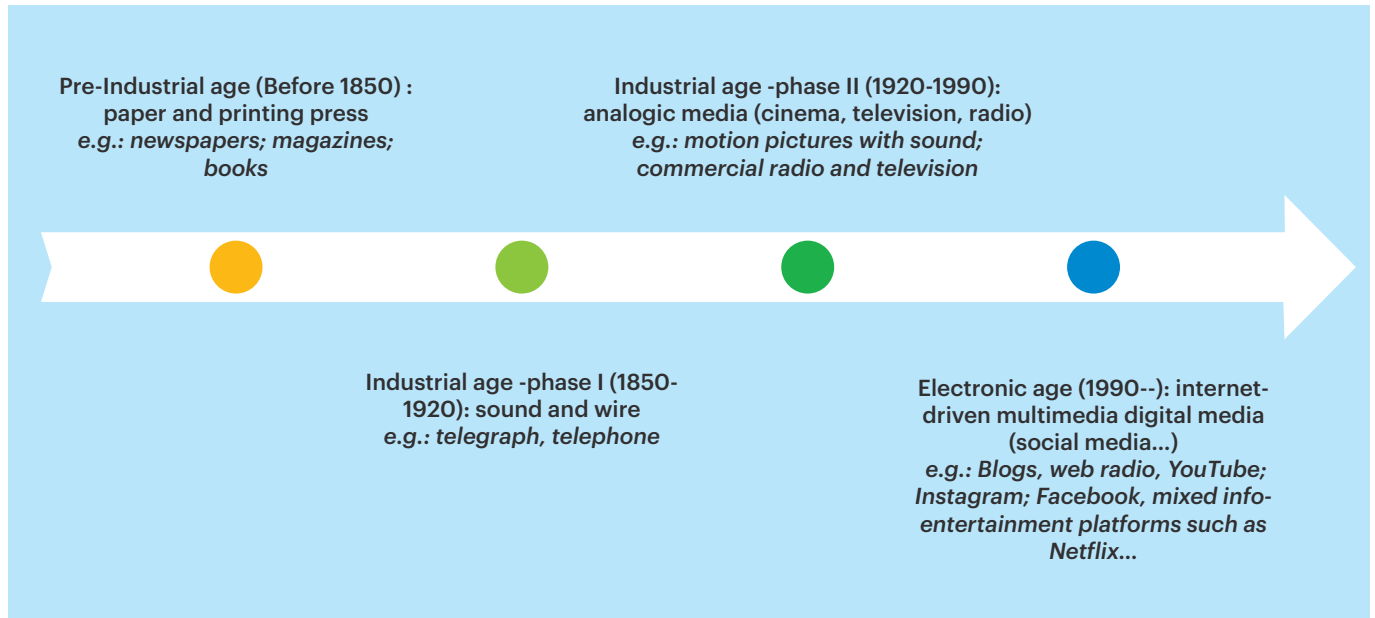 Pre-Industrial age (Before 1850) :
paper and printing press
e.g.: newspapers; magazines;
books
Industrial age -phase I (1850-
1920): sound and wire
e.g.: telegraph, telephone
Industrial age -phase II (1920-1990):
analogic media (cinema, television, radio)
e.g.: motion pictures with sound;
commercial radio and television
Electronic age (1990--): internet-
driven multimedia digital media
(social media...)
e.g.: Blogs, web radio, YouTube;
Instagram; Facebook, mixed info-
entertainment platforms such as
Netflix...